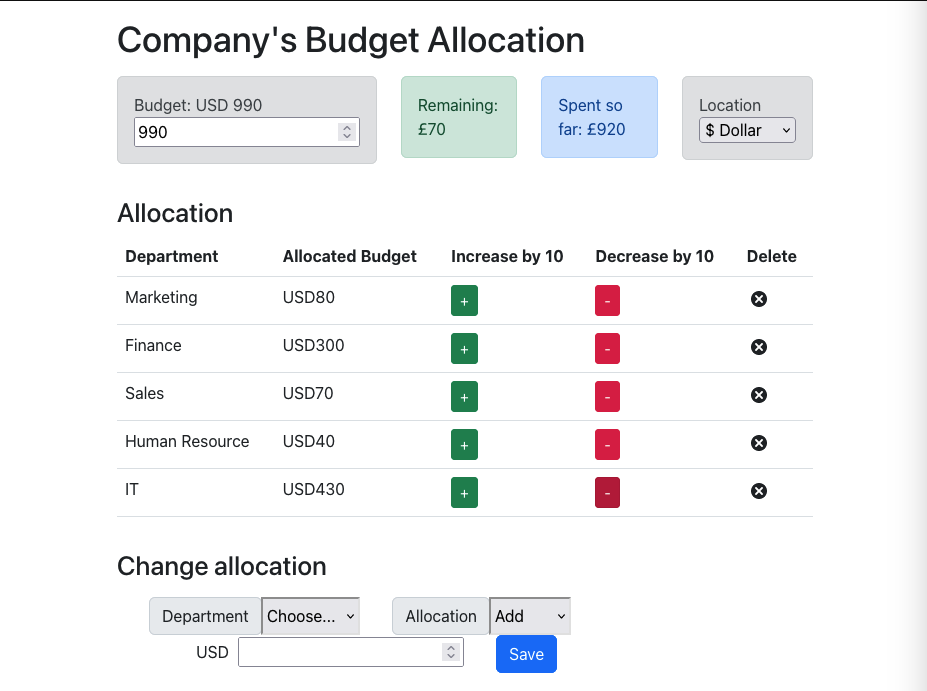 Company's Budget Allocation
Budget: USD 990
990
Remaining:
£70
Spent so
far: £920
Location
$ Dollar
Allocation
Department Allocated Budget Increase by 10 Decrease by 10 Delete
Marketing USD80 + -
Finance USD300 + -
Sales USD70 + -
Human Resource USD40 + -
IT USD430 + -
Change allocation
Department Choose... Allocation Add
USD Save